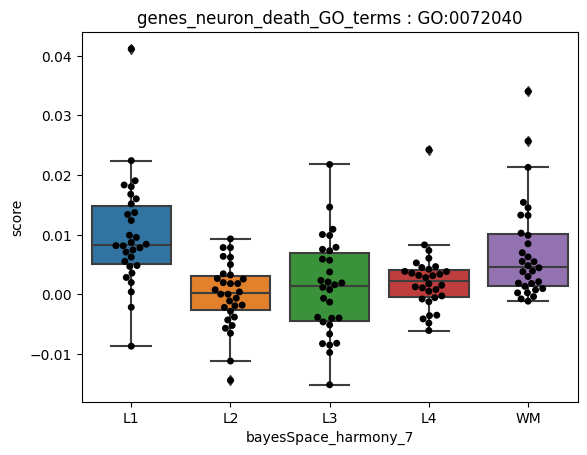 genes_neuron_death_GO_terms : GO:0072040
0.04
0.03
0.02
0.01
0.00
−0.01
score
L1 L2 L3 L4 WM
bayesSpace_harmony_7